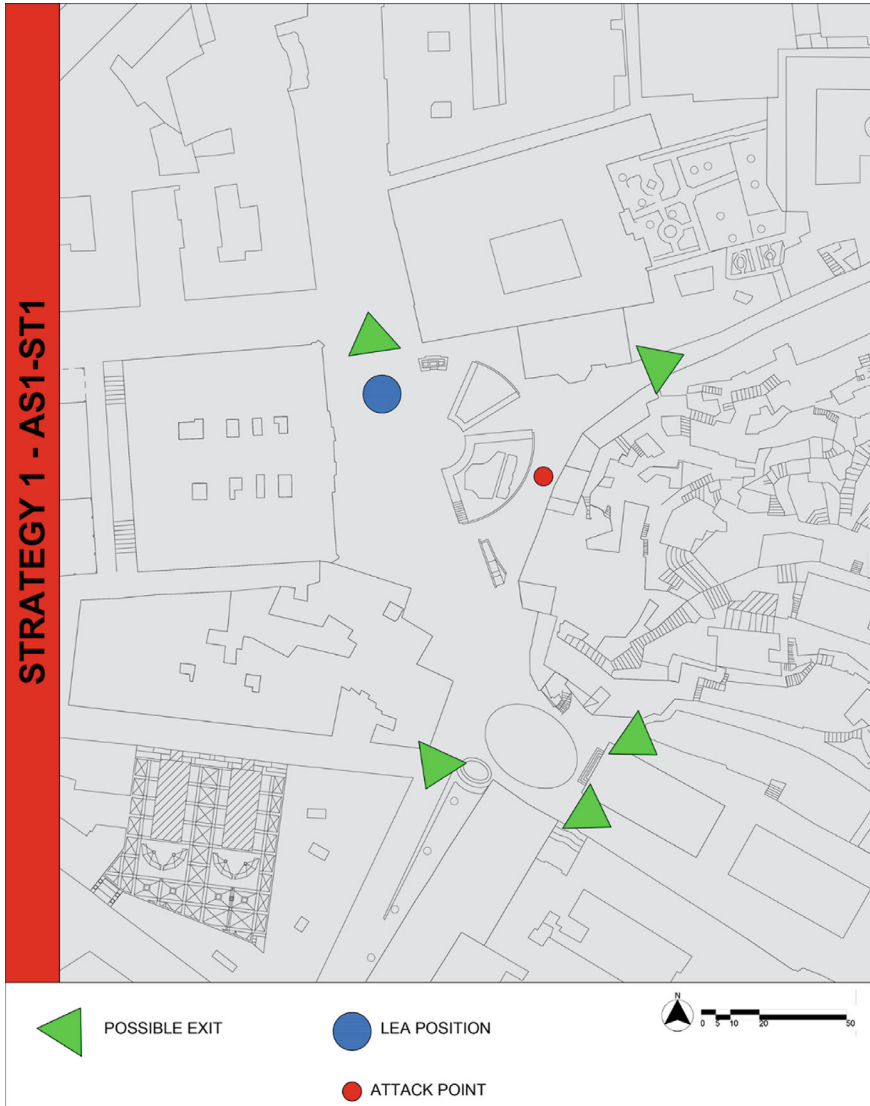 STRATEGY 1 - AS1-ST1
POSSIBLE EXIT
LEA POSITION
ATTACK POINT
N
0 5 10 20 50